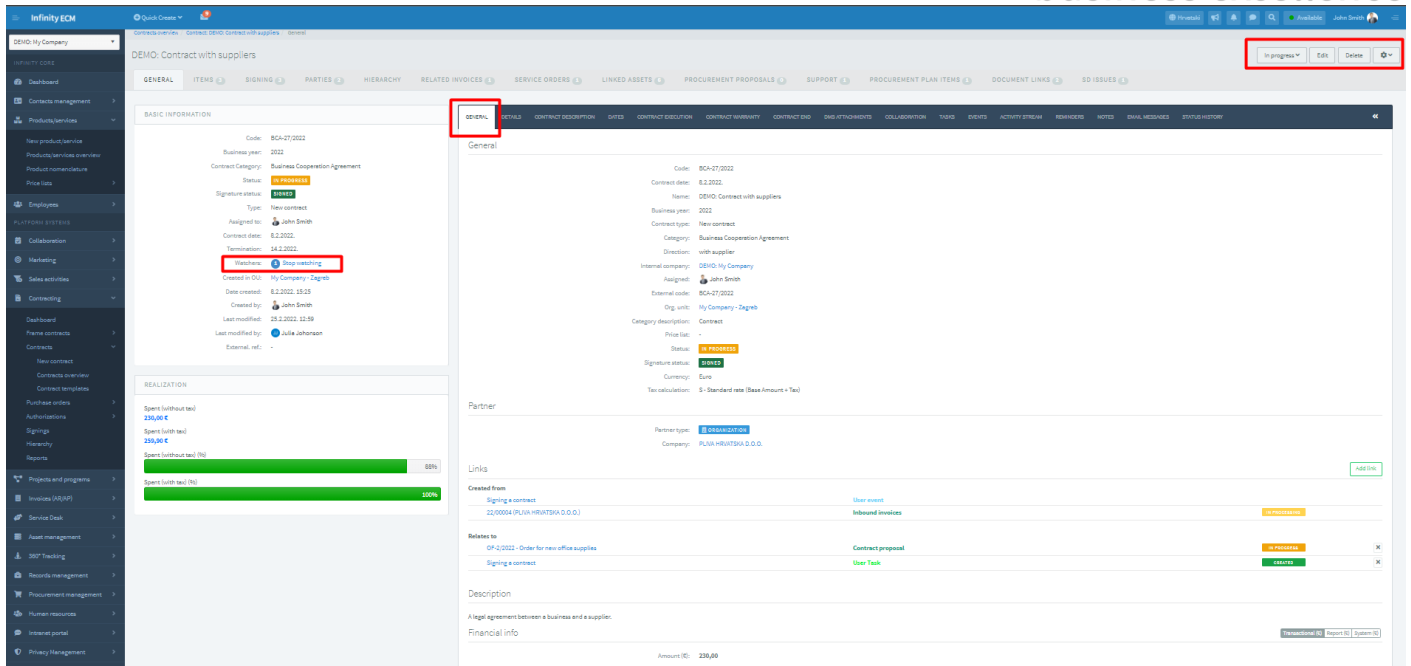 Infinity ECM
Quick Create
Hrvatski
Available
John Smith
DEMO: My Company
INFINITY CORE
Dashboard
Contacts management
Products/services
New product/service
Products/services overview
Product nomenclature
Price lists
Employees
PLATFORM SYSTEMS
Collaboration
Marketing
Sales activities
Contracting
Dashboard
Frame contracts
Contracts
New contract
Contracts overview
Contract templates
Purchase orders
Authorizations
Signings
Hierarchy
Reports
Projects and programs
Invoices (AR/AP)
Service Desk
Asset management
360° Tracking
Records management
Procurement management
Human resources
Intranet portal
Privacy Management
Contracts overview / Contract: DEMO: Contract with suppliers / General
DEMO: Contract with suppliers
In progress Edit Delete
GENERAL ITEMS SIGNING PARTIES HIERARCHY RELATED INVOICES SERVICE ORDERS LINKED ASSETS PROCUREMENT PROPOSALS SUPPORT PROCUREMENT PLAN ITEMS DOCUMENT LINKS SD ISSUES
BASIC INFORMATION
Code: BCA-27/2022
Business year: 2022
Contract Category: Business Cooperation Agreement
Status: IN PROGRESS
Signature status: SIGNED
Type: New contract
Assigned to: John Smith
Contract date: 8.2.2022.
Termination: 14.2.2022.
Watchers: Stop watching
Created in OU: My Company - Zagreb
Date created: 8.2.2022. 15:25
Created by: John Smith
Last modified: 25.2.2022. 12:59
Last modified by: Julia Johonson
External. ref.: -
REALIZATION
Spent (without tax)
230,00 €
Spent (with tax)
259,90 €
Spent (without tax) (%)
88%
Spent (with tax) (%)
100%
GENERAL DETAILS CONTRACT DESCRIPTION DATES CONTRACT EXECUTION CONTRACT WARRANTY CONTRACT END DMS ATTACHMENTS COLLABORATION TASKS EVENTS ACTIVITY STREAM REMINDERS NOTES EMAIL MESSAGES STATUS HISTORY
General
Code: BCA-27/2022
Contract date: 8.2.2022.
Name: DEMO: Contract with suppliers
Business year: 2022
Contract type: New contract
Category: Business Cooperation Agreement
Direction: with supplier
Internal company: DEMO: My Company
Assigned: John Smith
External code: BCA-27/2022
Org. unit: My Company - Zagreb
Category description: Contract
Price list: -
Status: IN PROGRESS
Signature status: SIGNED
Currency: Euro
Tax calculation: S - Standard rate (Base Amount + Tax)
Partner
Partner type: ORGANIZATION
Company: PLIVA HRVATSKA D.O.O.
Links
Add link
Created from
Signing a contract User event
22/00004 (PLIVA HRVATSKA D.O.O.) Inbound invoices IN PROCESSING
Relates to
OF-2/2022 - Order for new office supplies Contract proposal IN PROGRESS
Signing a contract User Task CREATED
Description
A legal agreement between a business and a supplier.
Financial info
Transactional (€) Report (€) System (€)
Amount (€): 230,00